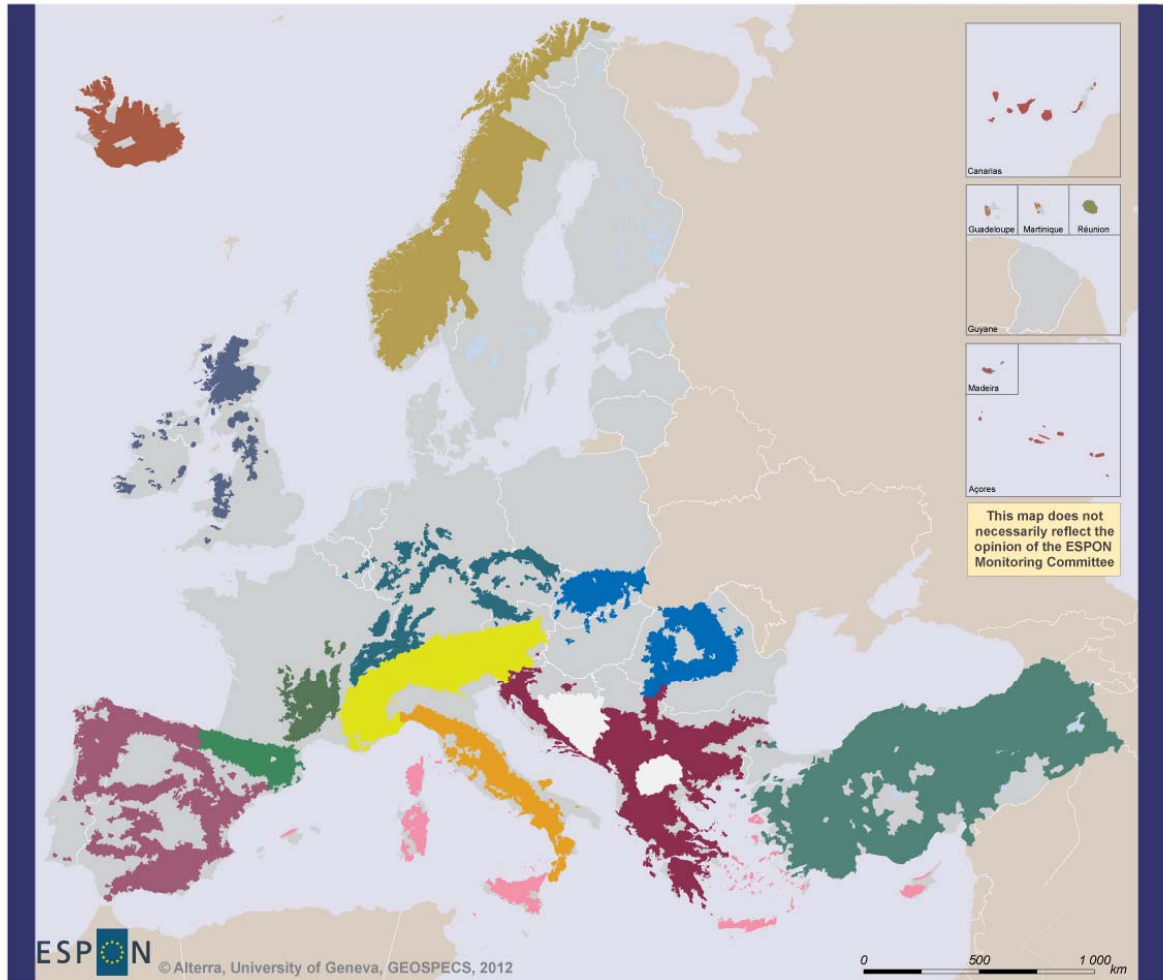 Canarias
Guadeloupe
Martinique
Réunion
Guyane
Madeira
Açores
This map does not
necessarily reflect the
opinion of the ESPON
Monitoring Committee
ESPON
© Alterra, University of Geneva, GEOSPECS, 2012
0 500 1 000
km